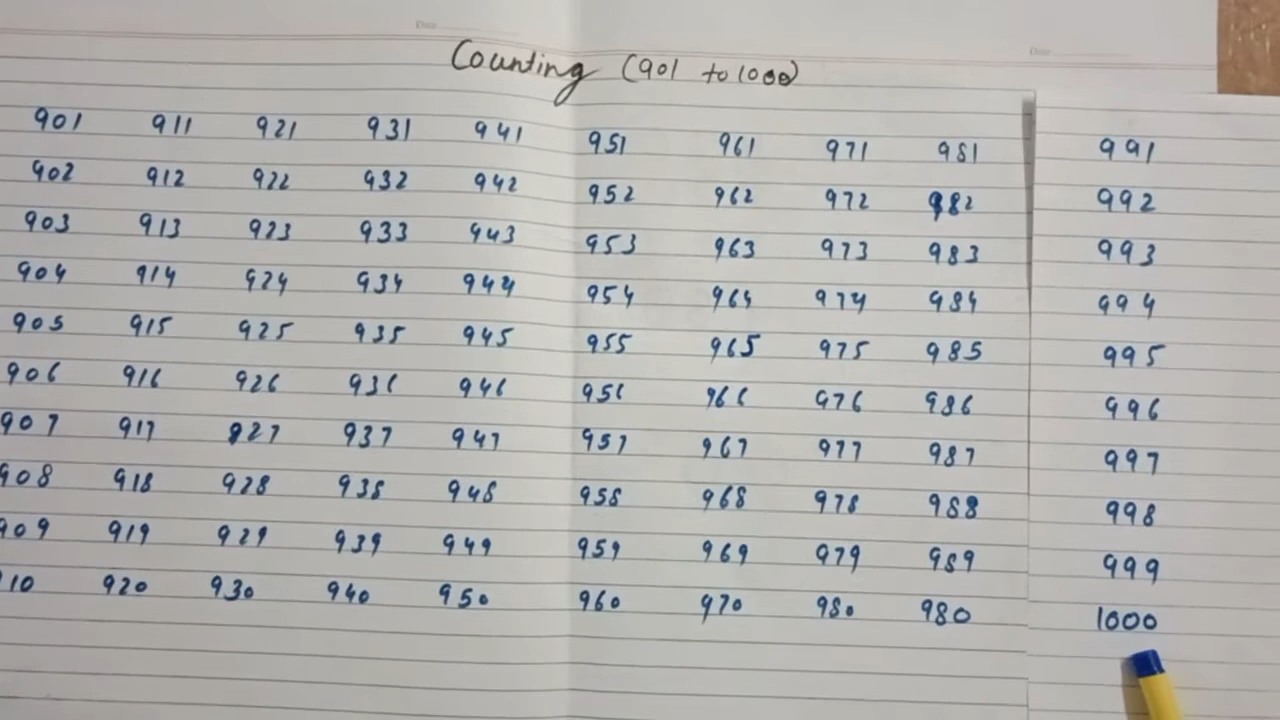 Date
Date
Counting (901 to 1000)
901 911 921 931 941 951 961 971 981 991
902 912 922 932 942 952 962 972 982 992
903 913 923 933 943 953 963 973 983 993
904 914 924 934 944 954 964 974 984 994
905 915 925 935 945 955 965 975 985 995
906 916 926 936 946 956 966 976 986 996
907 917 927 937 947 957 967 977 987 997
908 918 928 938 948 958 968 978 988 998
909 919 929 939 949 959 969 979 989 999
10 920 930 940 950 960 970 980 980 1000